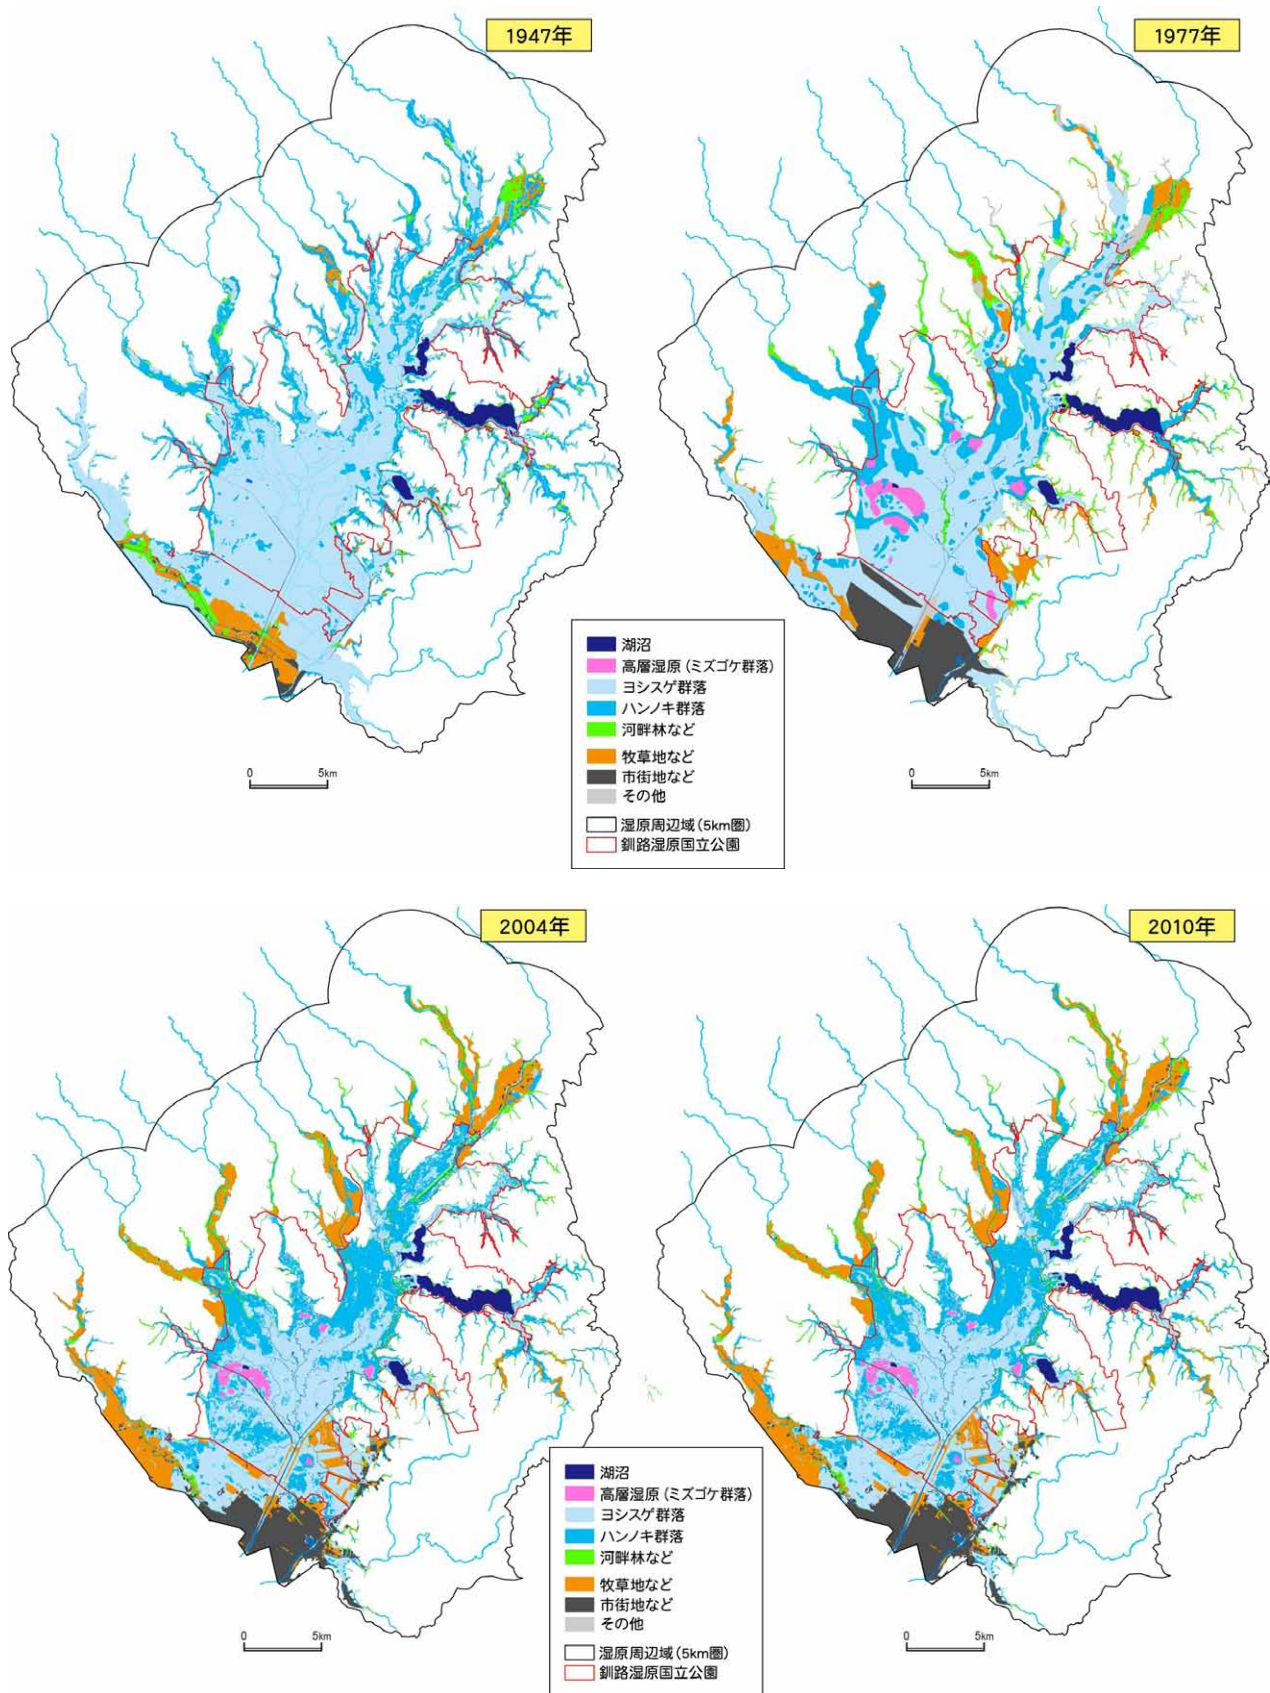 1947年
1977年
湖沼
高層湿原（ミズゴケ群落）
ヨシスゲ群落
ハンノキ群落
河畔林など
牧草地など
市街地など
その他
湿原周辺域（5km圏）
釧路湿原国立公園
0 5km
0 5km
2004年
2010年
湖沼
高層湿原（ミズゴケ群落）
ヨシスゲ群落
ハンノキ群落
河畔林など
牧草地など
市街地など
その他
湿原周辺域（5km圏）
釧路湿原国立公園
0 5km
0 5km